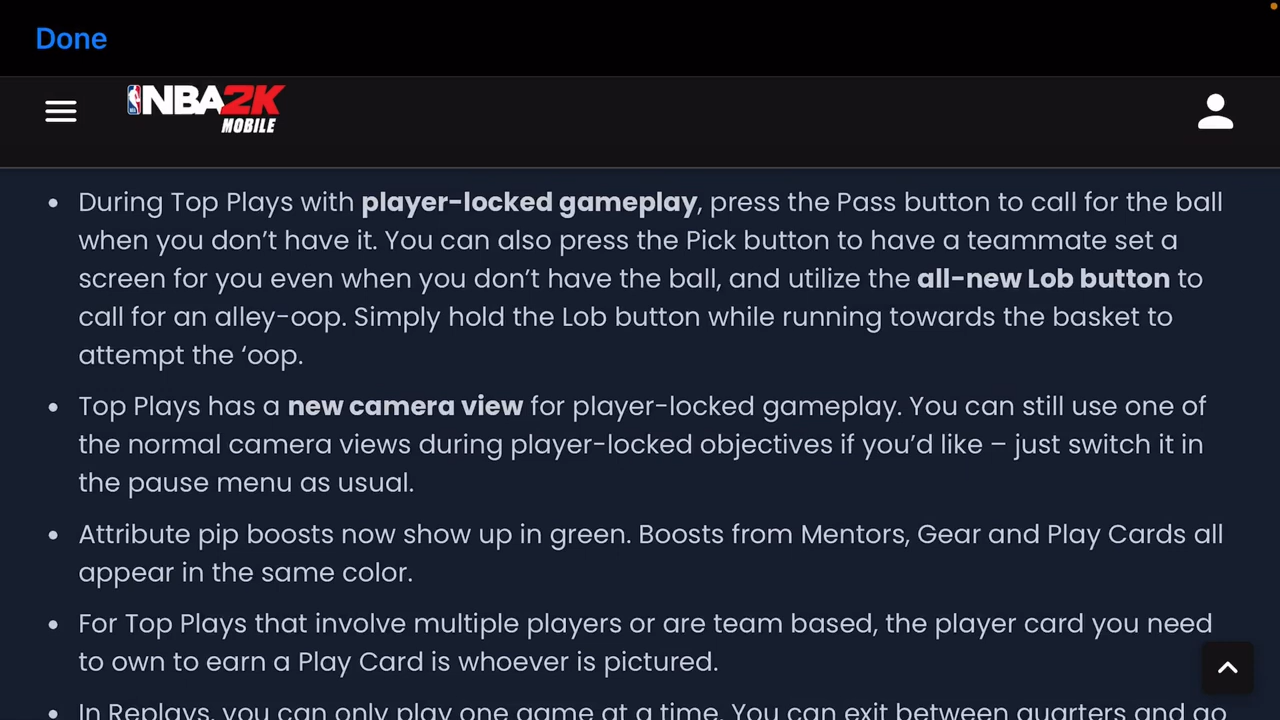 Done
NBA2K
MOBILE
During Top Plays with player-locked gameplay, press the Pass button to call for the ball
when you don’t have it. You can also press the Pick button to have a teammate set a
screen for you even when you don’t have the ball, and utilize the all-new Lob button to
call for an alley-oop. Simply hold the Lob button while running towards the basket to
attempt the ‘oop.
Top Plays has a new camera view for player-locked gameplay. You can still use one of
the normal camera views during player-locked objectives if you’d like – just switch it in
the pause menu as usual.
Attribute pip boosts now show up in green. Boosts from Mentors, Gear and Play Cards all
appear in the same color.
For Top Plays that involve multiple players or are team based, the player card you need
to own to earn a Play Card is whoever is pictured.
In Replays, you can only play one game at a time. You can exit between quarters and go